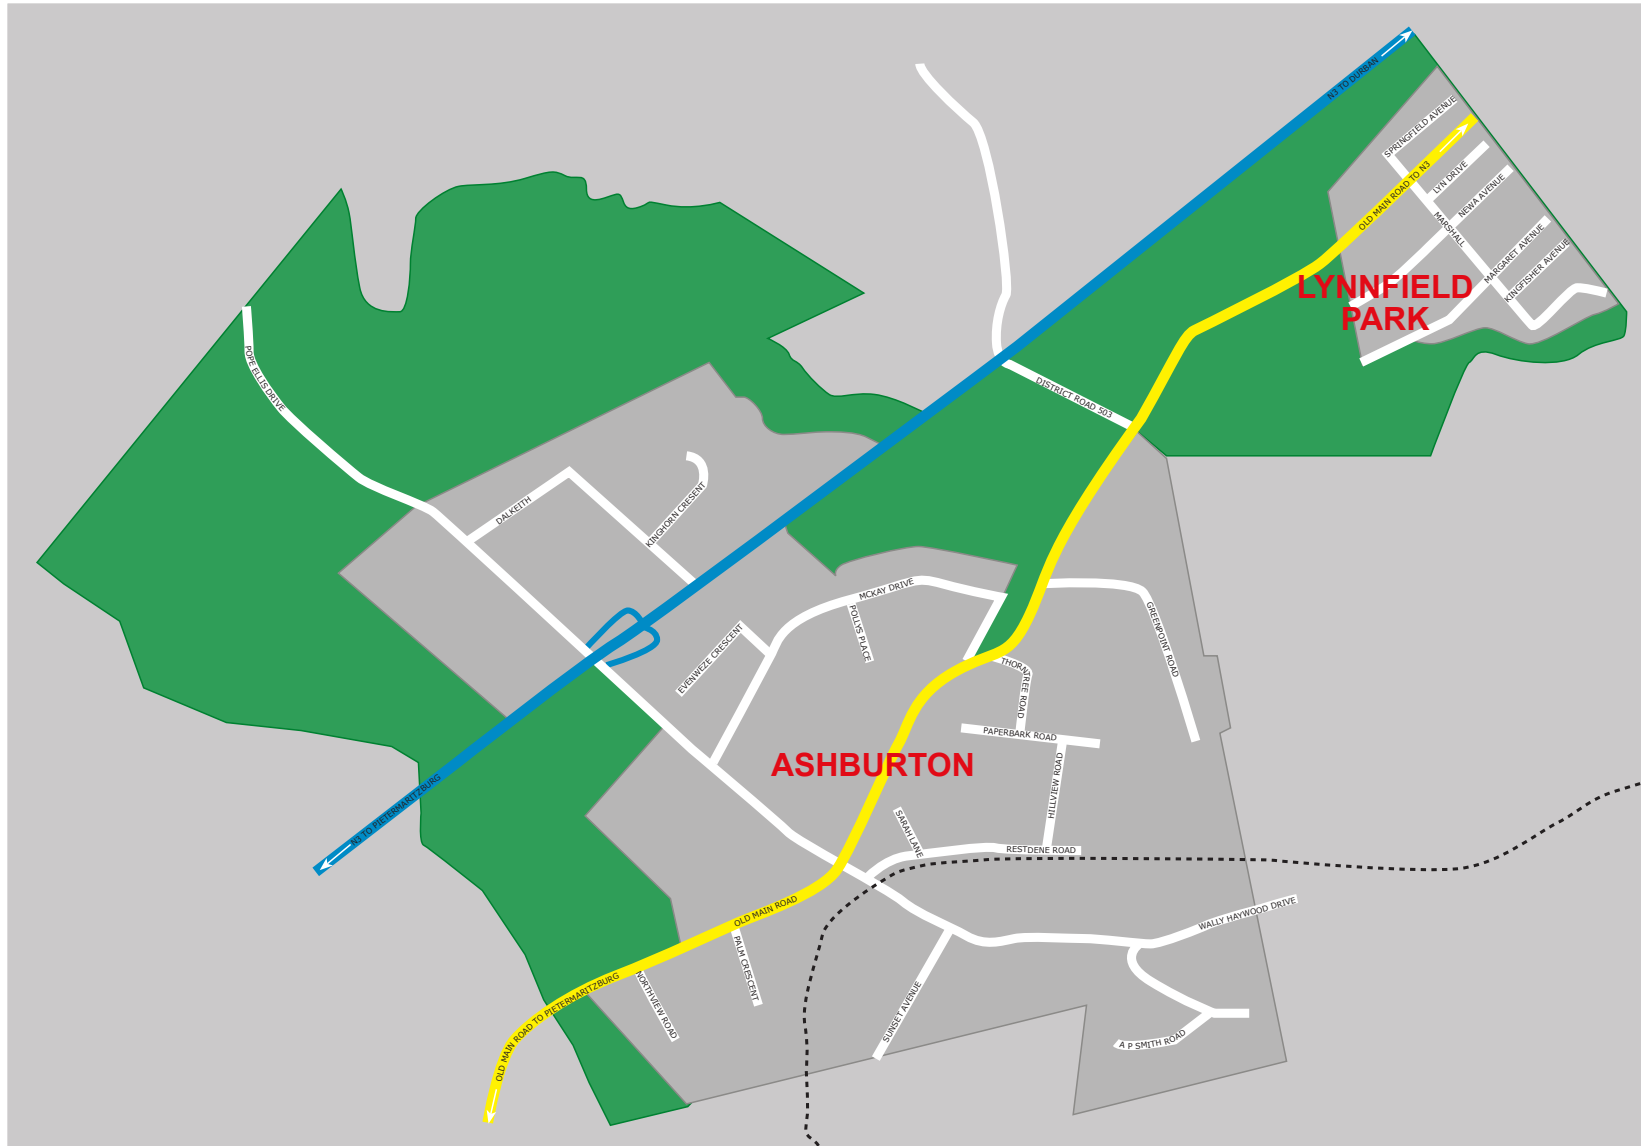 N3 TO DURBAN
SPRINGFIELD AVENUE
OLD MAIN ROAD TO N3
LYN DRIVE
NEWA AVENUE
MARSHALL
MARGARET AVENUE
KINGFISHER AVENUE
LYNNFIELD
PARK
POPE ELLIS DRIVE
DISTRICT ROAD 503
DALKEITH
KINGHORN CRESENT
MCKAY DRIVE
POLLYS PLACE
EVENWEZE CRESCENT
GREENPOINT ROAD
THORNTREE ROAD
PAPERBARK ROAD
HILLVIEW ROAD
ASHBURTON
N3 TO PIETERMARITZBURG
SARAH LANE
RESTDENE ROAD
OLD MAIN ROAD
WALLY HAYWOOD DRIVE
PALM CRESCENT
NORTHVIEW ROAD
OLD MAIN ROAD TO PIETERMARITZBURG
SUNSET AVENUE
A P SMITH ROAD